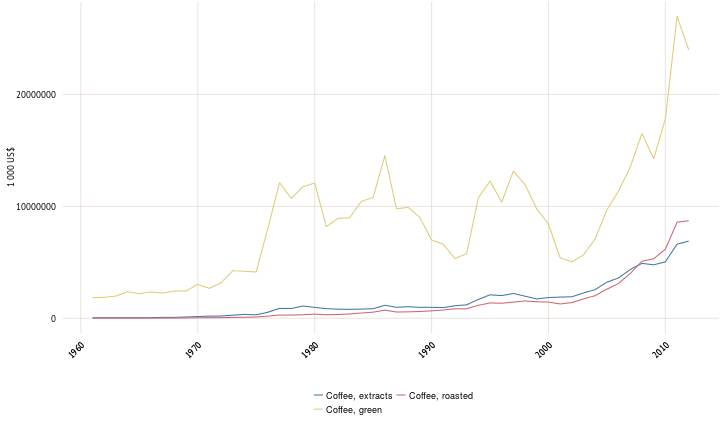 20000000
1 000 US$
10000000
0
1960 1970 1980 1990 2000 2010
Coffee, extracts Coffee, roasted
Coffee, green